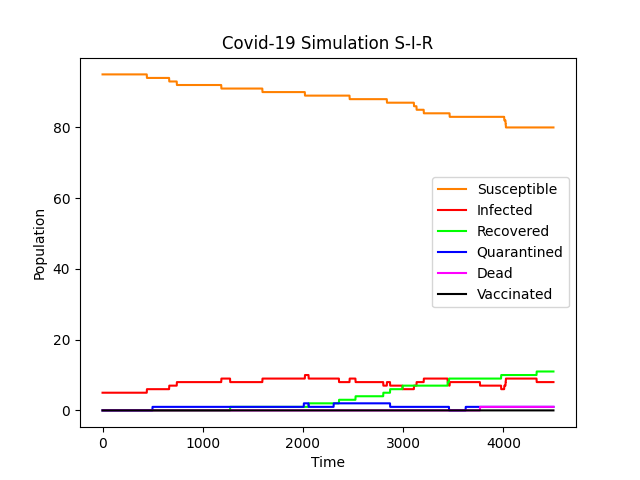 Covid-19 Simulation S-I-R
80
60
40
20
0
Population
Susceptible
Infected
Recovered
Quarantined
Dead
Vaccinated
0 1000 2000 3000 4000
Time